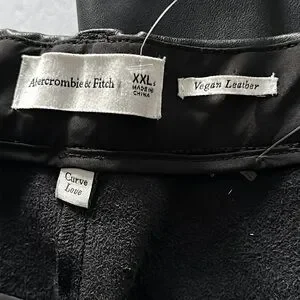 Abercrombie & Fitch
XXL
MADE IN
CHINA
Vegan Leather
Curve
Love